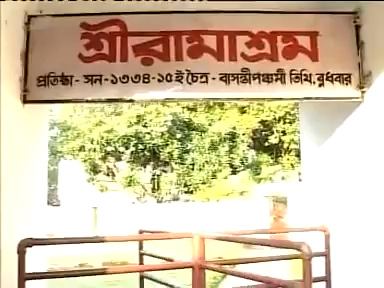 শ্রীরামাশ্রম
প্রতিষ্ঠা - সন-১৩৩৪-১৫ই চৈত্র - বাসন্তীপঞ্চমী তিথি, বুধবার